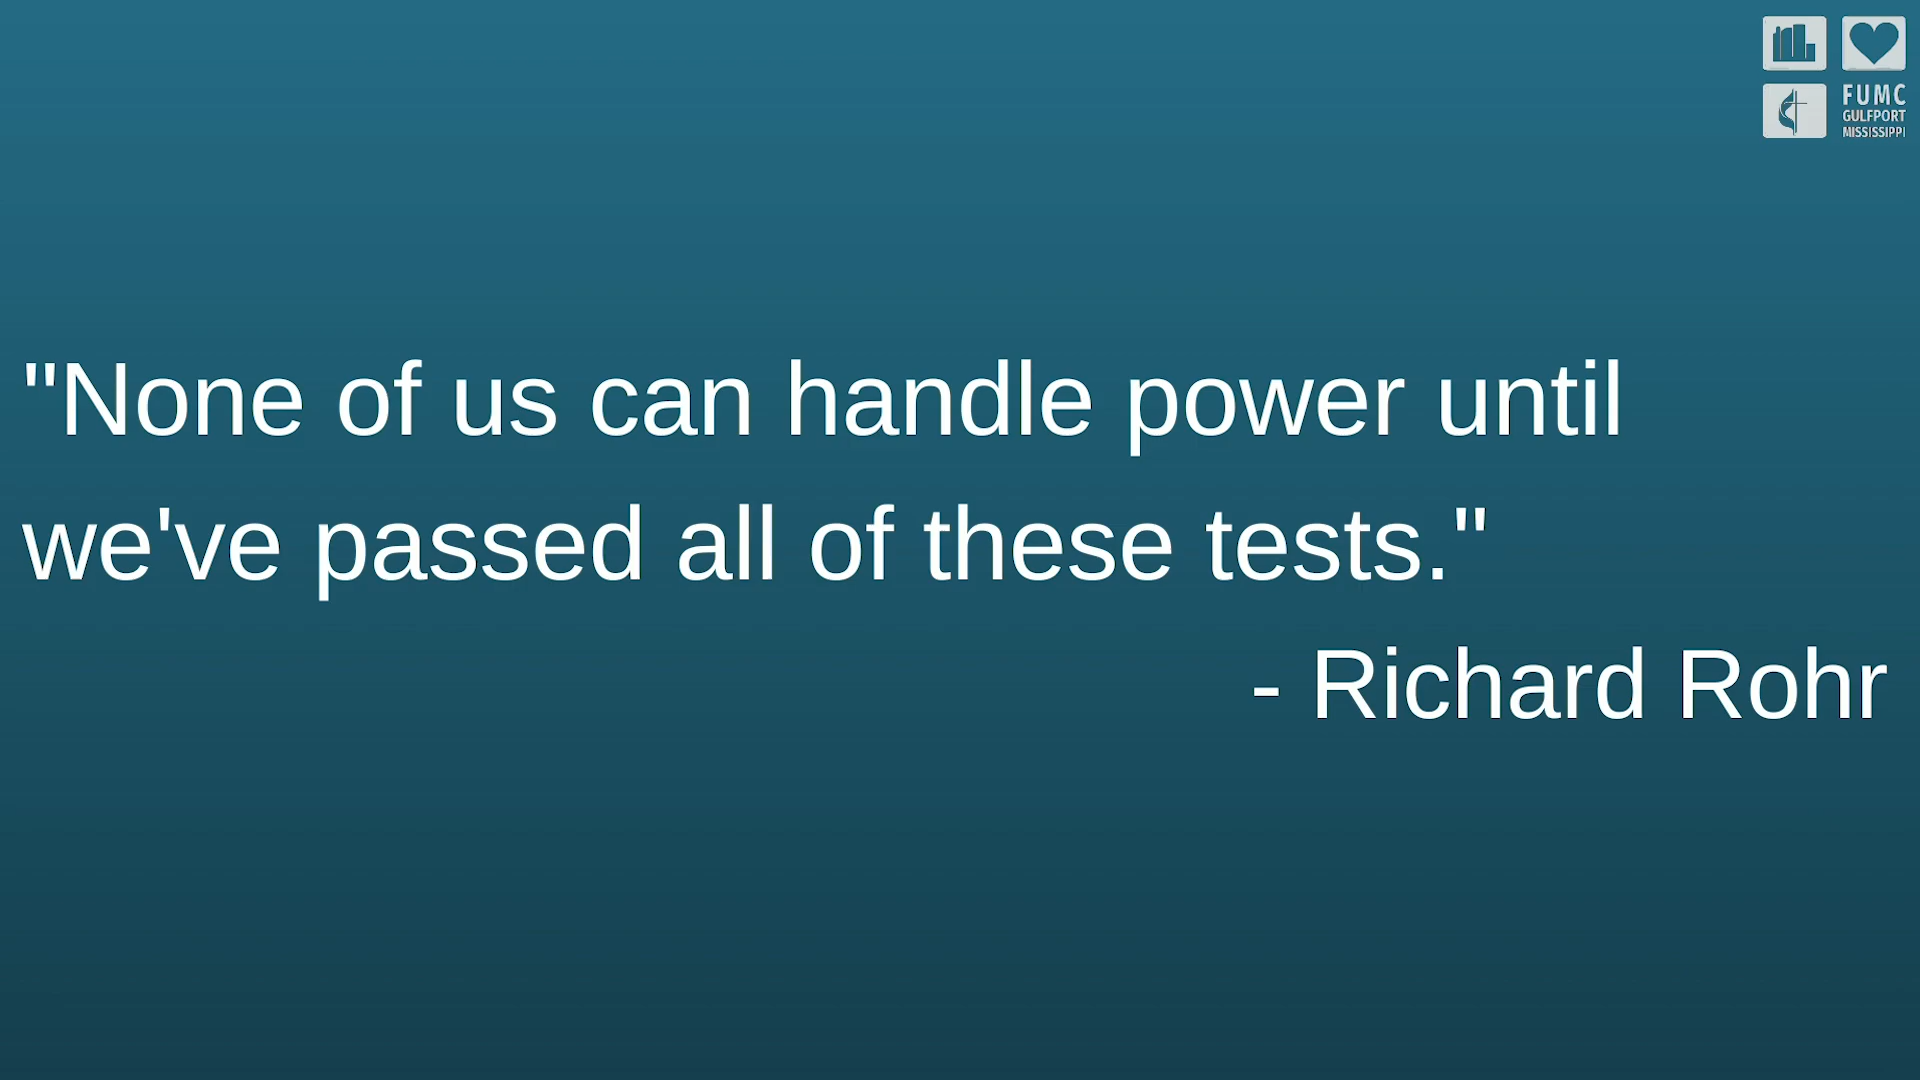 FUMC
GULFPORT
MISSISSIPPI
"None of us can handle power until
we've passed all of these tests."
- Richard Rohr